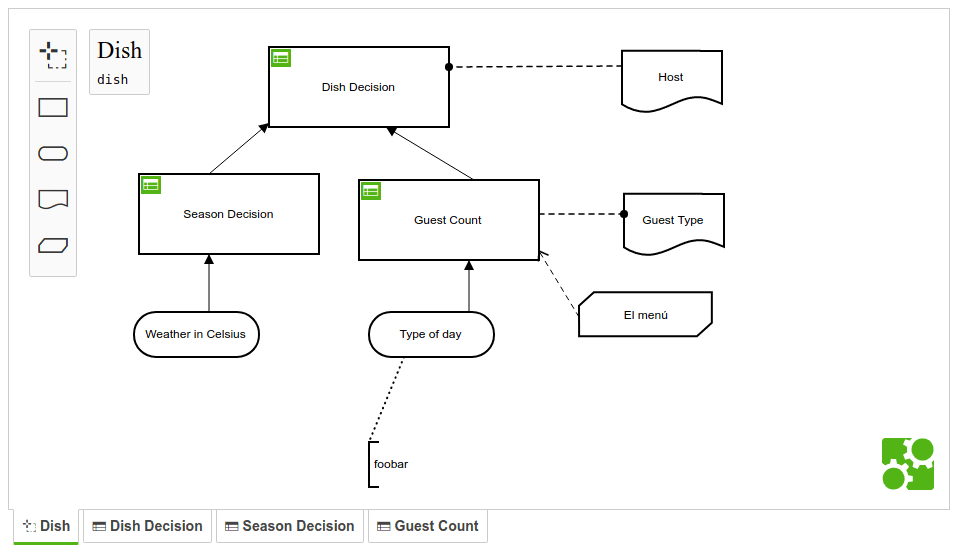 Dish
dish
Dish Decision
Host
Season Decision
Guest Count
Guest Type
El menú
Weather in Celsius
Type of day
foobar
Dish
Dish Decision
Season Decision
Guest Count